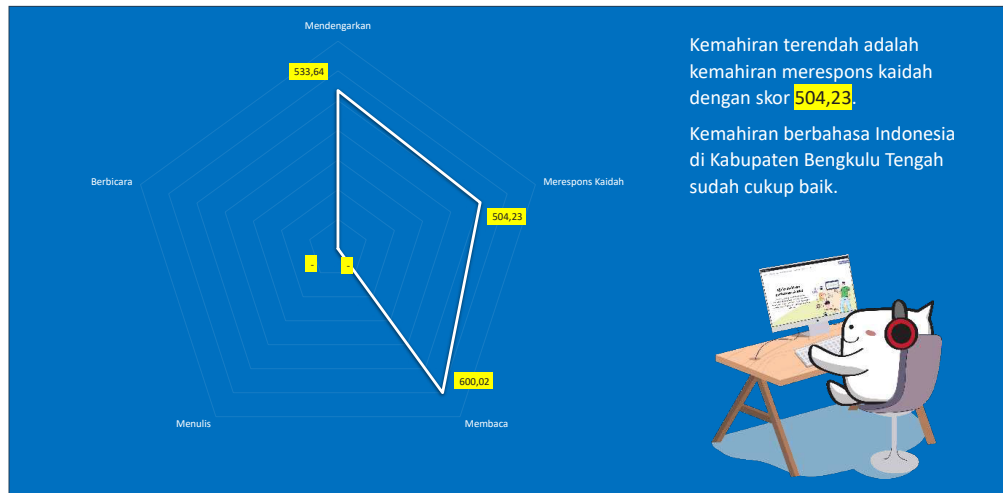 Mendengarkan
533,64
Berbicara
Merespons Kaidah
504,23
-
-
600,02
Menulis
Membaca
Kemahiran terendah adalah
kemahiran merespons kaidah
dengan skor 504,23.
Kemahiran berbahasa Indonesia
di Kabupaten Bengkulu Tengah
sudah cukup baik.